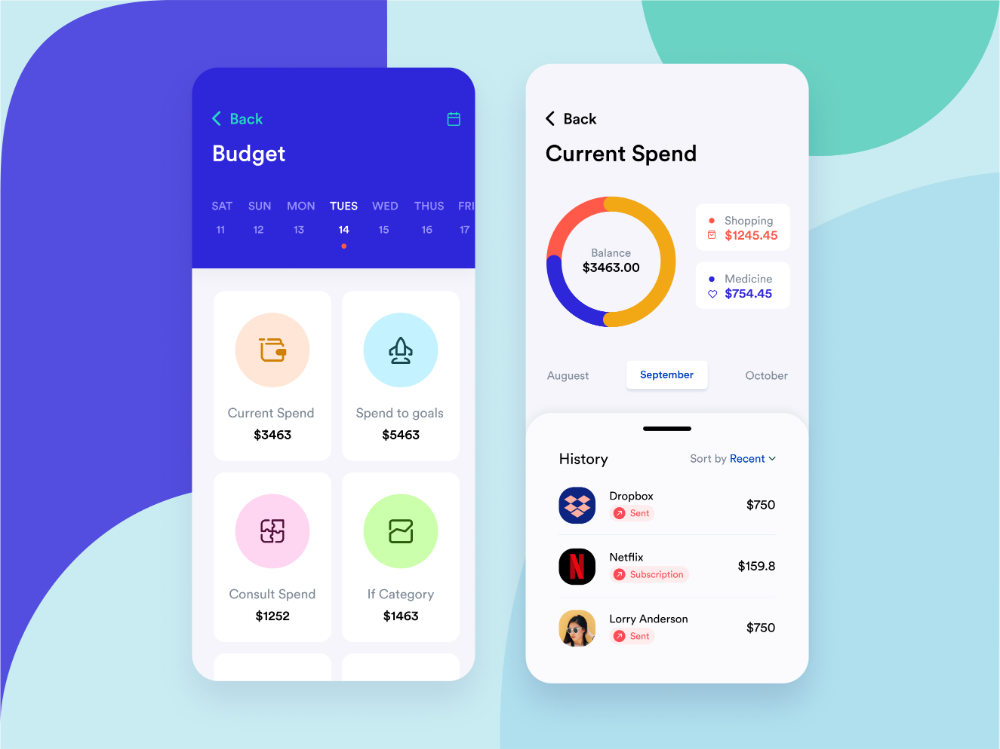 Back
Budget
SAT SUN MON TUES WED THUS FRI
11 12 13 14 15 16 17
Current Spend
$3463
Spend to goals
$5463
Consult Spend
$1252
If Category
$1463
Back
Current Spend
Balance
$3463.00
Shopping
$1245.45
Medicine
$754.45
Auguest September October
History
Sort by Recent
Dropbox
Sent
$750
N
Netflix
Subscription
$159.8
Lorry Anderson
Sent
$750